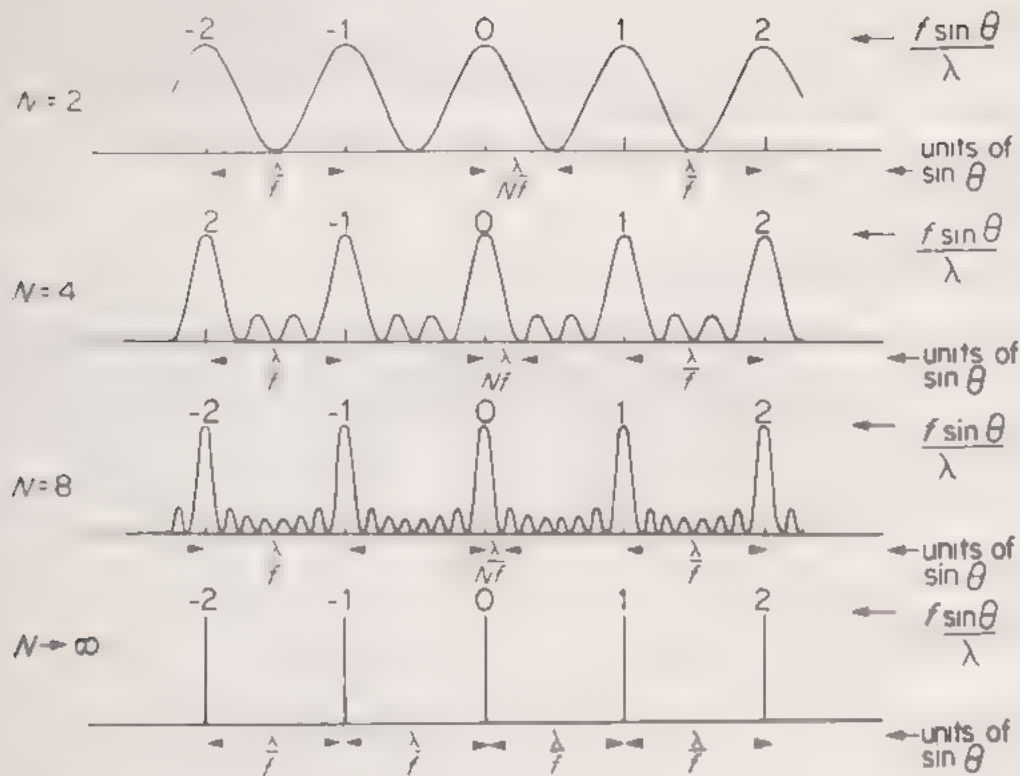 -2 -1 0 1 2 f sin θ / λ
N = 2
λ/f λ/Nf λ/f units of sin θ
2 -1 0 1 2 f sin θ / λ
N = 4
λ/f λ/Nf λ/f units of sin θ
-2 -1 0 1 2 f sin θ / λ
N = 8
λ/f λ/Nf λ/f units of sin θ
-2 -1 0 1 2 f sin θ / λ
N → ∞
λ/f λ/f λ/f λ/f units of sin θ